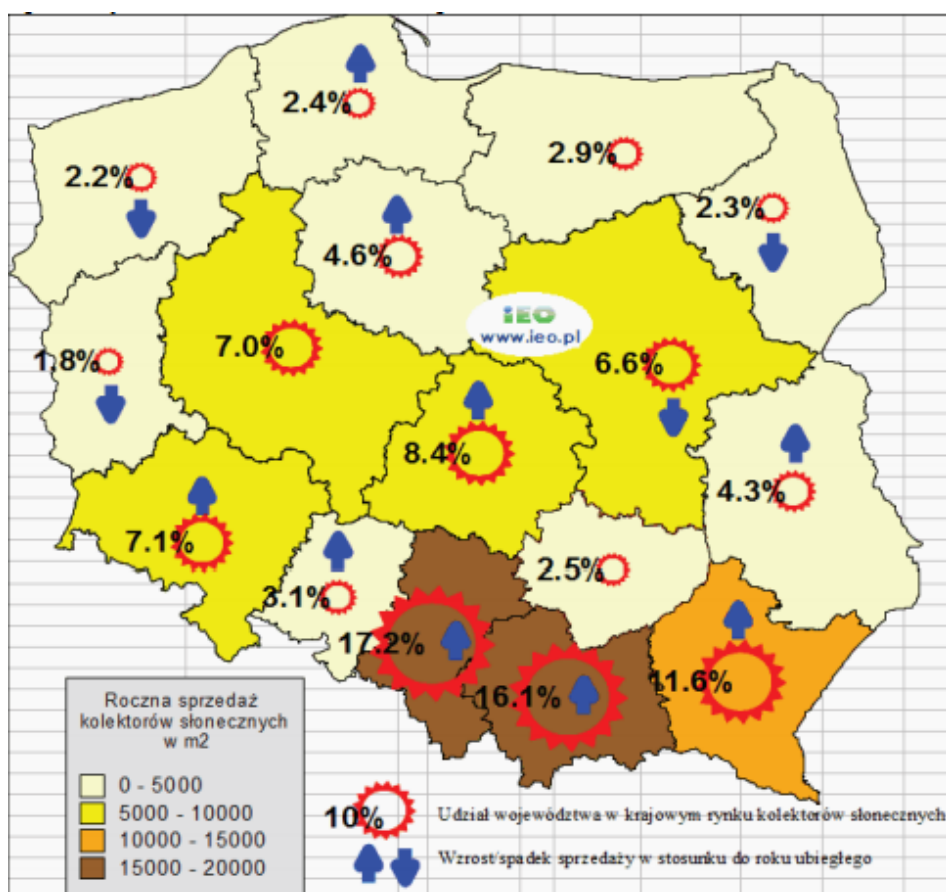 2.4%
2.9%
2.2%
2.3%
4.6%
iEO
www.ieo.pl
1.8%
7.0%
6.6%
8.4%
4.3%
7.1%
2.5%
3.1%
17.2%
16.1%
11.6%
Roczna sprzedaż
kolektorów słonecznych
w m2
0 - 5000
5000 - 10000
10000 - 15000
15000 - 20000
10%
Udział województwa w krajowym rynku kolektorów słonecznych
Wzrost/spadek sprzedaży w stosunku do roku ubiegłego